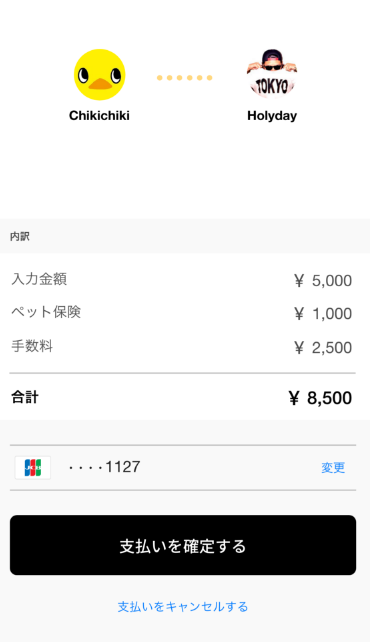 TOKYO
Chikichiki
Holyday
内訳
入力金額 ¥ 5,000
ペット保険 ¥ 1,000
手数料 ¥ 2,500
合計 ¥ 8,500
JCB ・・・・1127 変更
支払いを確定する
支払いをキャンセルする